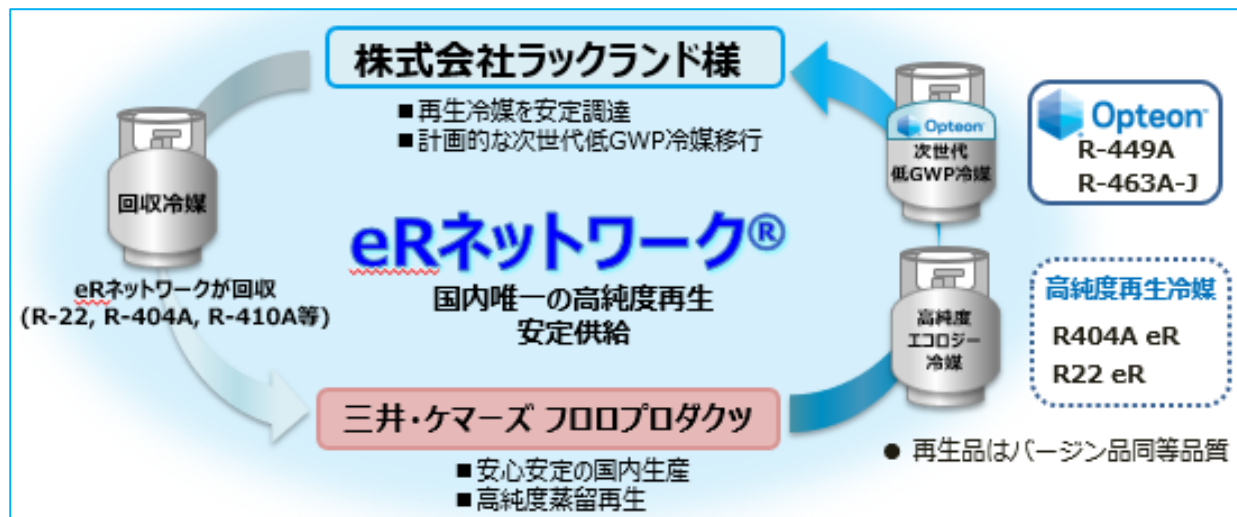 株式会社ラックランド様
■再生冷媒を安定調達
■計画的な次世代低GWP冷媒移行
回収冷媒
eRネットワークが回収
(R-22, R-404A, R-410A等)
eRネットワーク®
国内唯一の高純度再生
安定供給
三井・ケマーズ フロロプロダクツ
■安心安定の国内生産
■高純度蒸留再生
Opteon™
次世代
低GWP冷媒
高純度
エコロジー
冷媒
Opteon™
R-449A
R-463A-J
高純度再生冷媒
R404A eR
R22 eR
● 再生品はバージン品同等品質